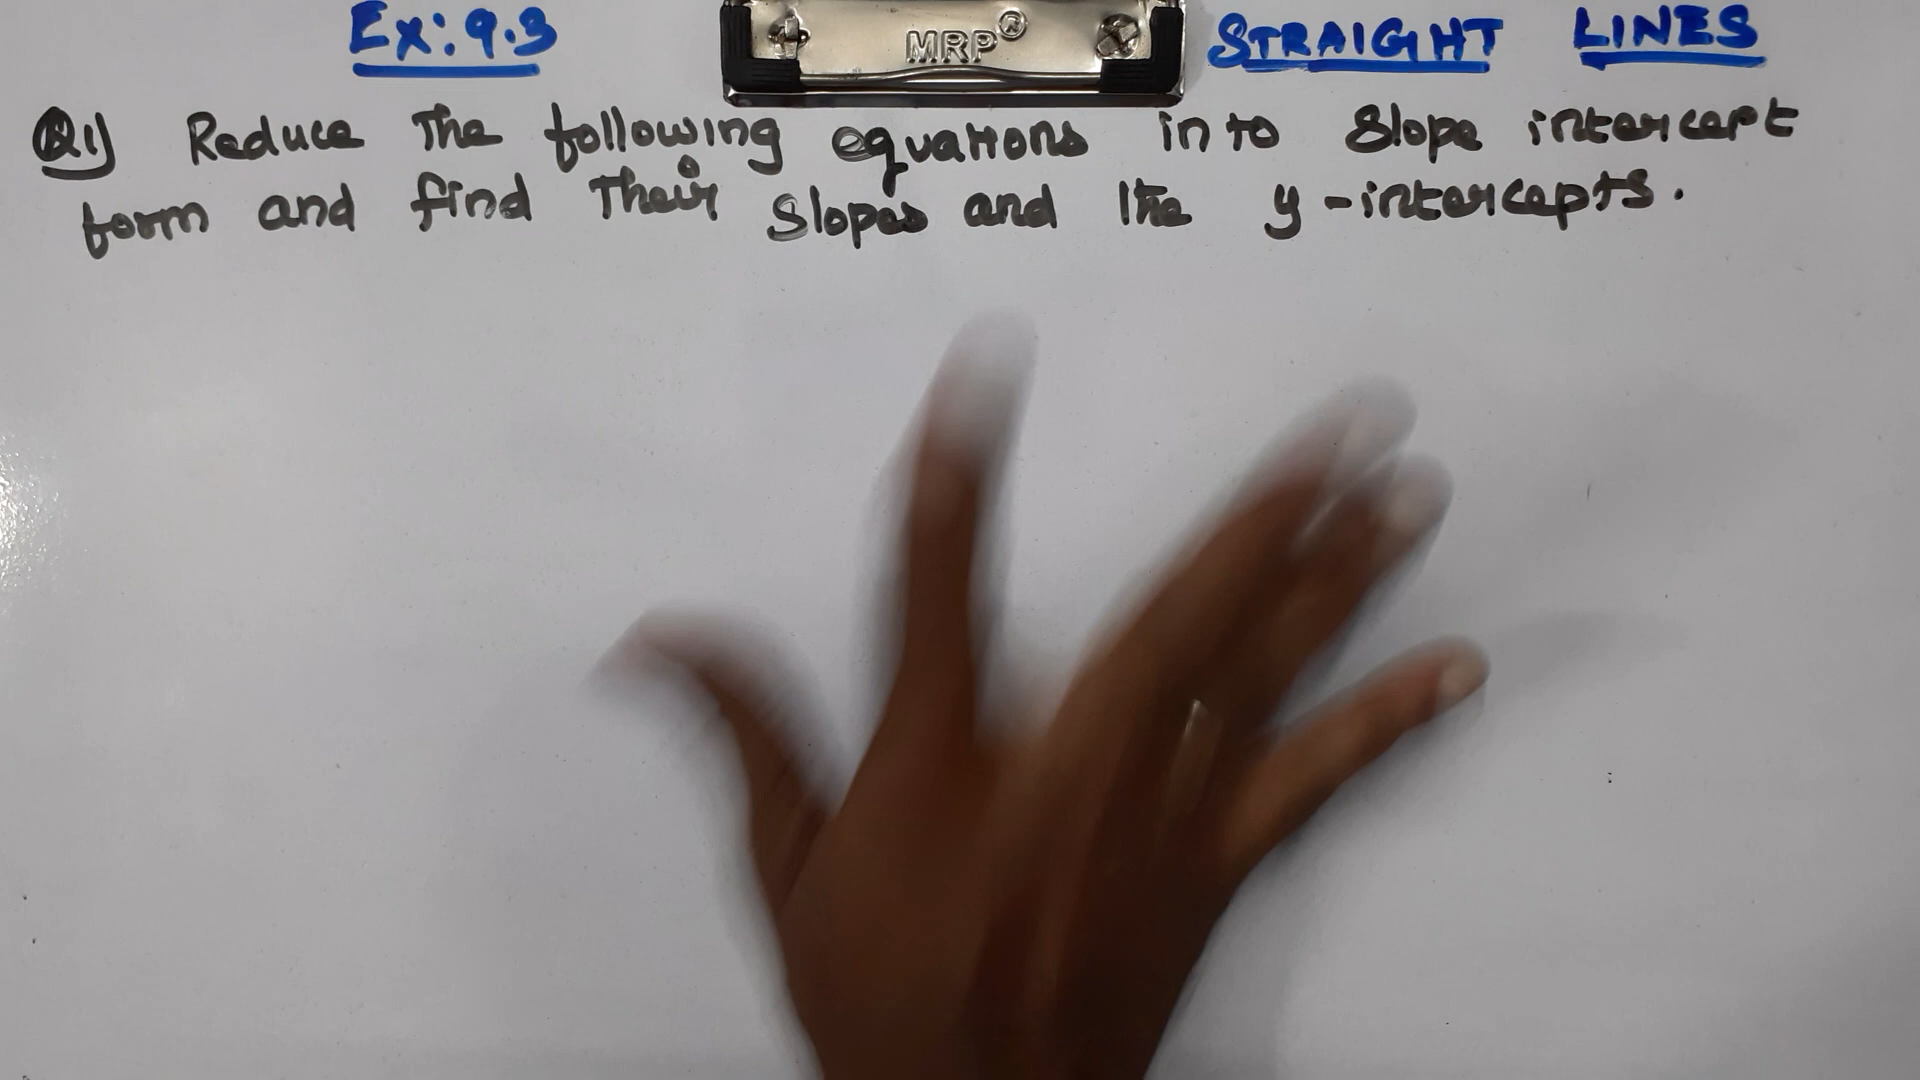 Ex: 9.3
MRP®
STRAIGHT LINES
Q1) Reduce The following equations in to Slope intercept
form and find Their Slopes and the y-intercepts.